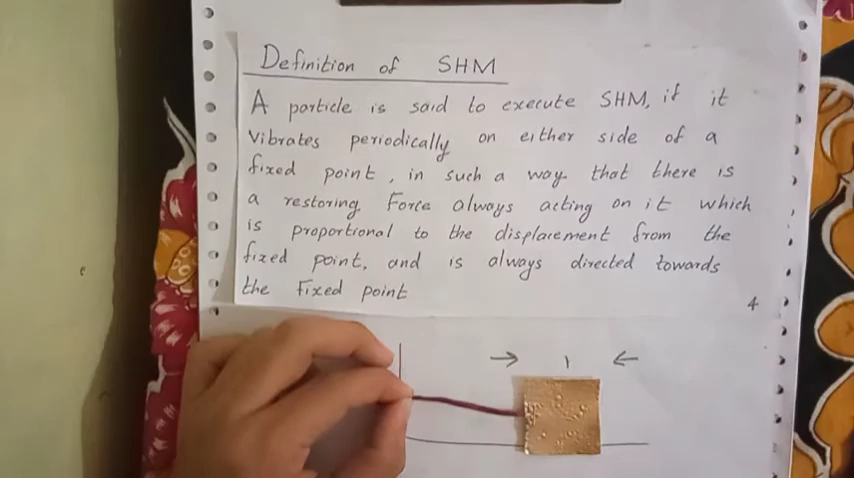 Definition of SHM
A particle is said to execute SHM, if it
vibrates periodically on either side of a
fixed point, in such a way that there is
a restoring Force always acting on it which
is proportional to the displacement from the
fixed point, and is always directed towards
the fixed point
4